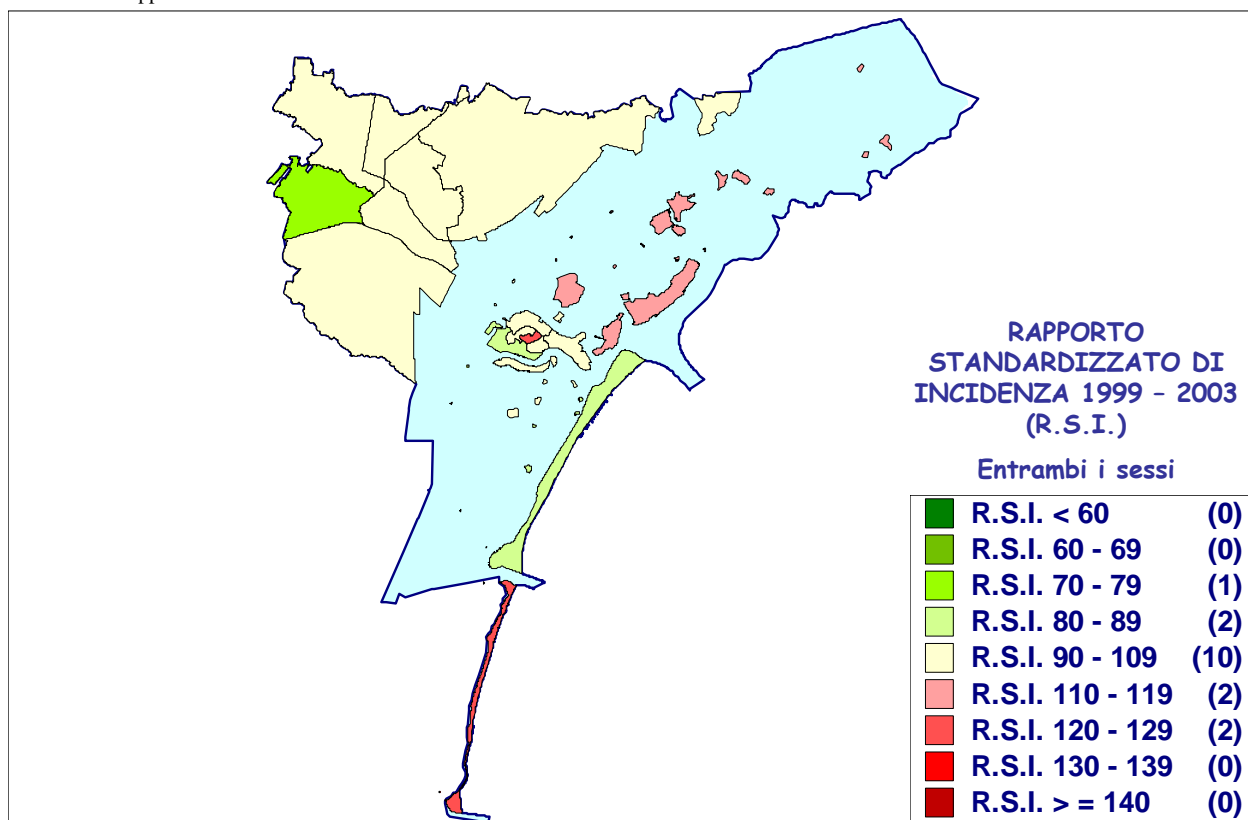 RAPPORTO
STANDARDIZZATO DI
INCIDENZA 1999 – 2003
(R.S.I.)
Entrambi i sessi
R.S.I. < 60 (0)
R.S.I. 60 - 69 (0)
R.S.I. 70 - 79 (1)
R.S.I. 80 - 89 (2)
R.S.I. 90 - 109 (10)
R.S.I. 110 - 119 (2)
R.S.I. 120 - 129 (2)
R.S.I. 130 - 139 (0)
R.S.I. > = 140 (0)